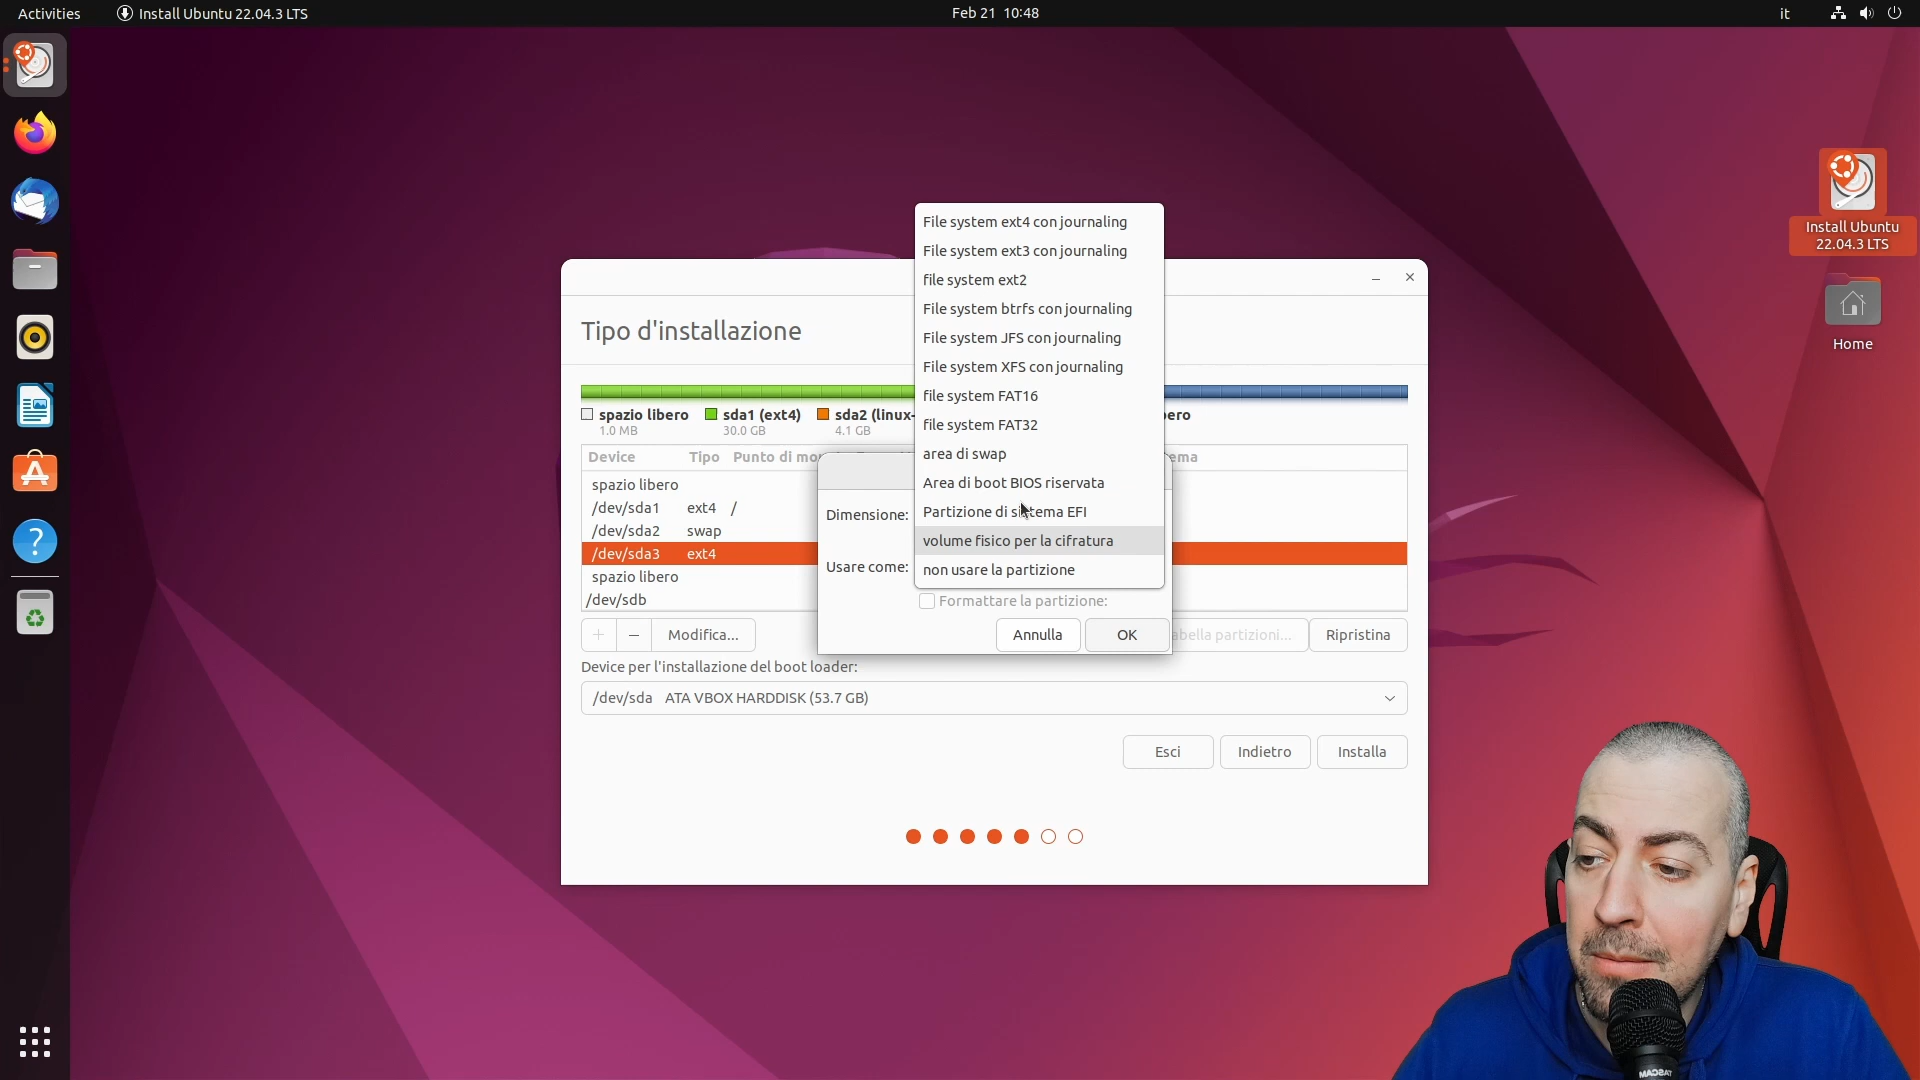 Activities
Install Ubuntu 22.04.3 LTS
Feb 21 10:48
it
Install Ubuntu
22.04.3 LTS
Home
File system ext4 con journaling
File system ext3 con journaling
file system ext2
File system btrfs con journaling
File system JFS con journaling
File system XFS con journaling
file system FAT16
file system FAT32
area di swap
Area di boot BIOS riservata
Partizione di sistema EFI
volume fisico per la cifratura
non usare la partizione
Tipo d'installazione
spazio libero
1.0 MB
sda1 (ext4)
30.0 GB
sda2 (linux-
4.1 GB
Device Tipo
spazio libero
/dev/sda1 ext4 /
/dev/sda2 swap
/dev/sda3 ext4
spazio libero
/dev/sdb
Dimensione:
Usare come:
Formattare la partizione:
Annulla
OK
+
−
Modifica...
abella partizioni...
Ripristina
Device per l'installazione del boot loader:
/dev/sda ATA VBOX HARDDISK (53.7 GB)
Esci
Indietro
Installa
TASCAM